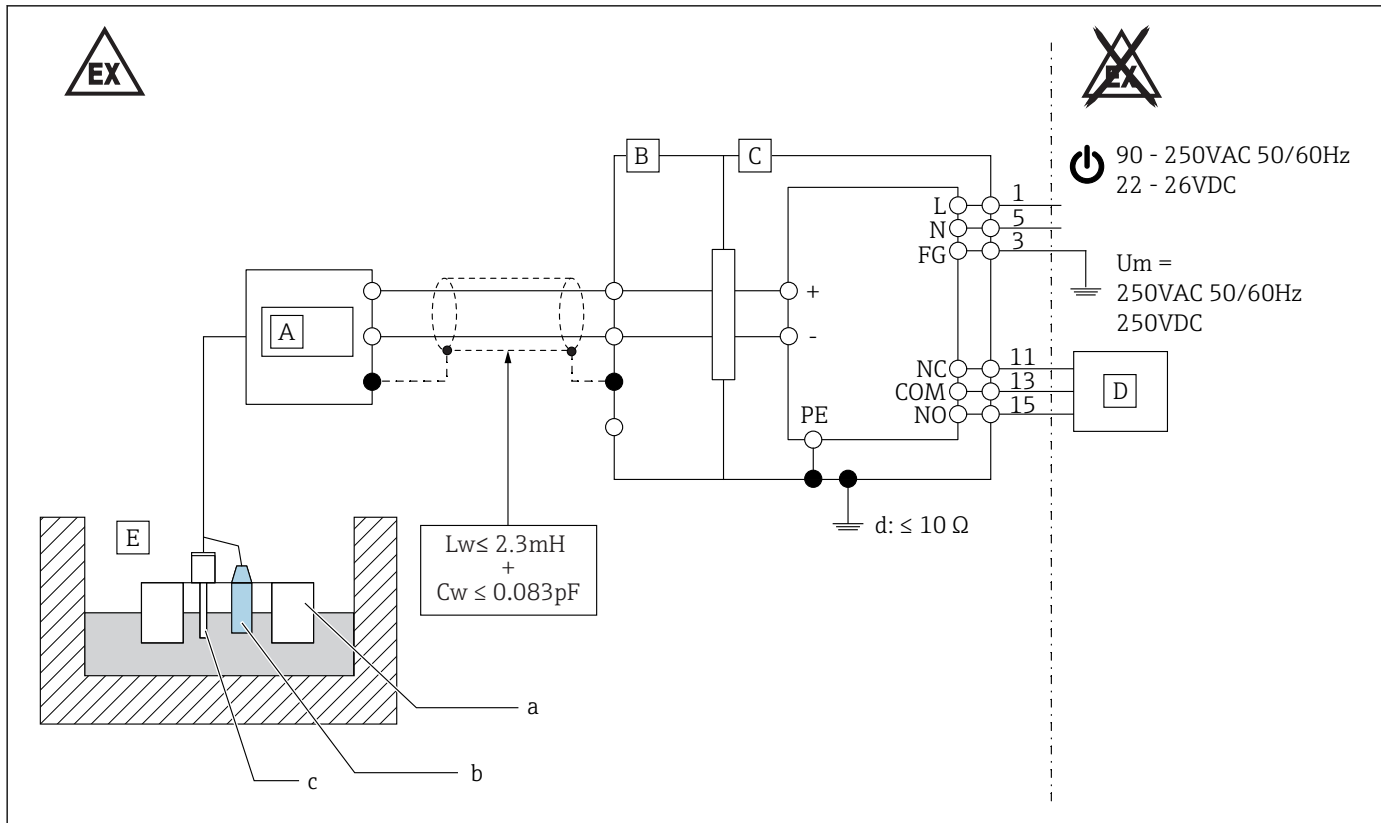 EX
EX
90 - 250VAC 50/60Hz
22 - 26VDC
B
C
L
1
N
5
FG
3
Um =
250VAC 50/60Hz
250VDC
A
+
-
NC
11
COM
13
NO
15
D
PE
d: ≤ 10 Ω
E
Lw≤ 2.3mH
+
Cw ≤ 0.083pF
a
b
c